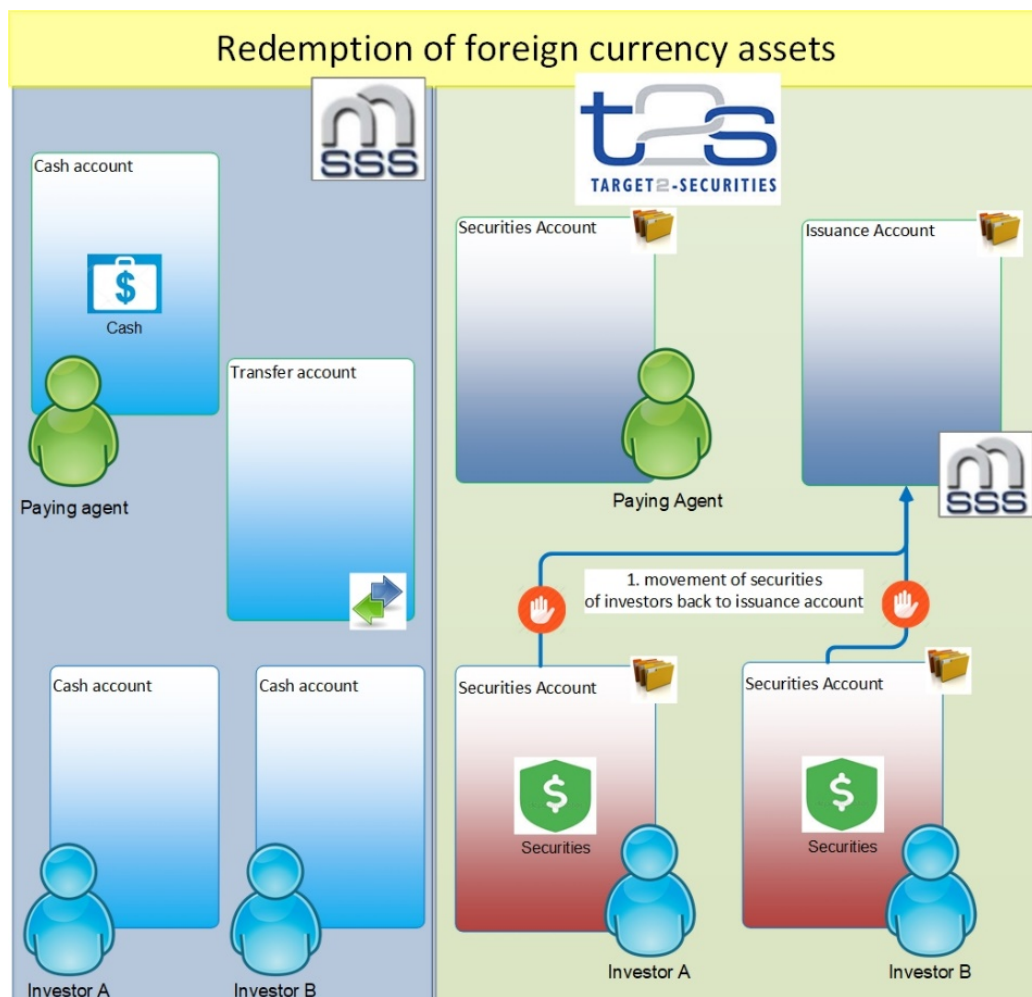 Redemption of foreign currency assets
SSS
t2s
TARGET2-SECURITIES
Cash account
$
Cash
Paying agent
Transfer account
Securities Account
Issuance Account
Paying Agent
SSS
1. movement of securities
of investors back to issuance account
Cash account
Cash account
Securities Account
Securities Account
$
Securities
$
Securities
Investor A
Investor B
Investor A
Investor B